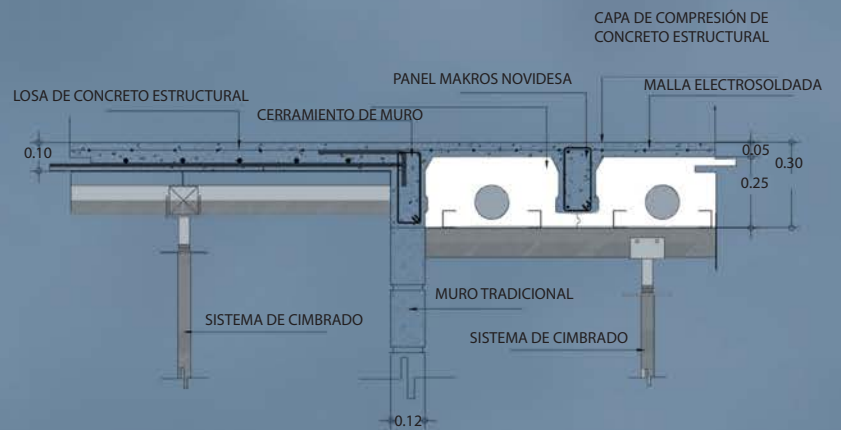 CAPA DE COMPRESIÓN DE
CONCRETO ESTRUCTURAL
PANEL MAKROS NOVIDESA
MALLA ELECTROSOLDADA
LOSA DE CONCRETO ESTRUCTURAL
CERRAMIENTO DE MURO
0.10
0.05
0.30
0.25
MURO TRADICIONAL
SISTEMA DE CIMBRADO
SISTEMA DE CIMBRADO
0.12